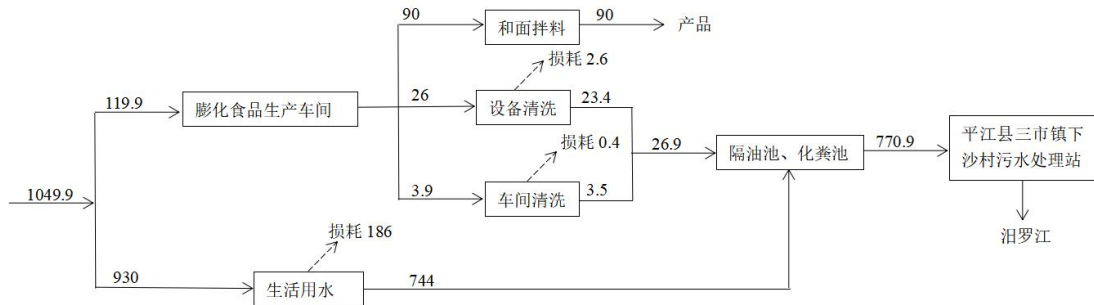 90
和面拌料
90
产品
损耗 2.6
119.9
膨化食品生产车间
26
设备清洗
23.4
损耗 0.4
26.9
隔油池、化粪池
770.9
平江县三市镇下
沙村污水处理站
3.9
车间清洗
3.5
1049.9
损耗 186
汨罗江
930
生活用水
744